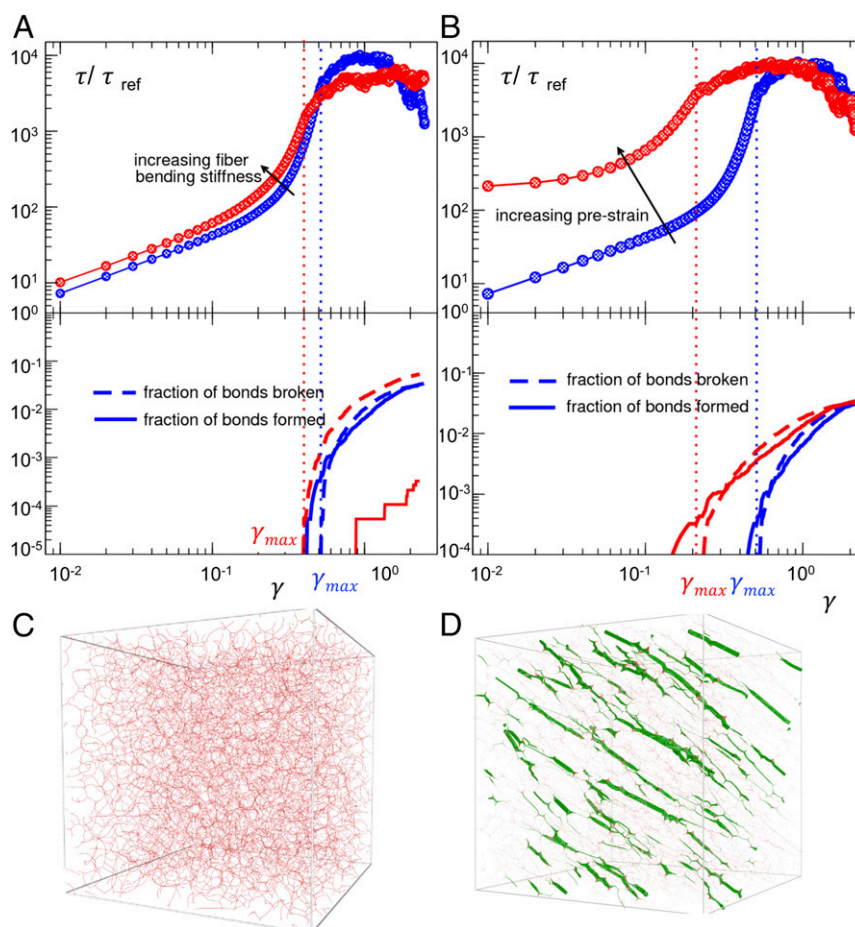 A
B
10⁴
τ/ τ ref
10³
increasing fiber
bending stiffness
10²
10¹
10⁰
10⁴
τ/ τ ref
10³
increasing pre-strain
10²
10¹
10⁰
10⁻¹
fraction of bonds broken
10⁻²
fraction of bonds formed
10⁻³
10⁻⁴
γmax
10⁻⁵
10⁻² 10⁻¹ γ γmax 10⁰
10⁻¹
fraction of bonds broken
fraction of bonds formed
10⁻²
10⁻³
10⁻⁴
10⁻² 10⁻¹ γmax γmax 10⁰ γ
C
D